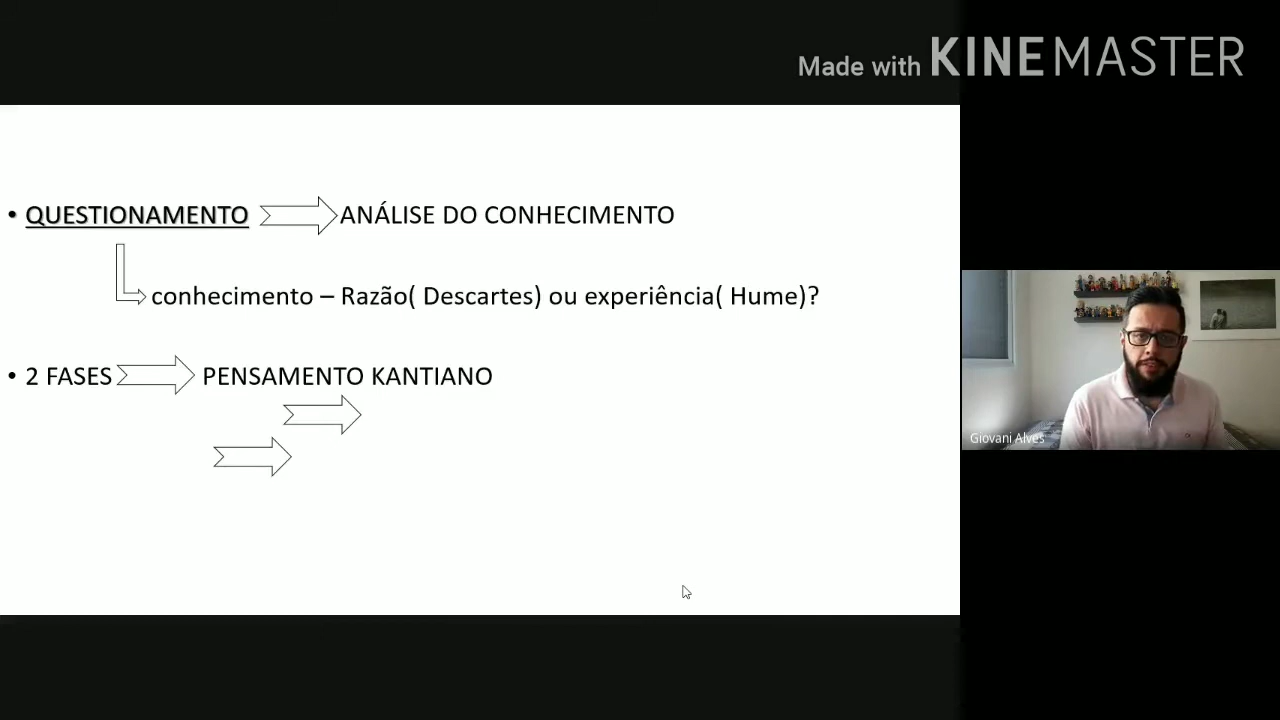 Made with KINEMASTER
• QUESTIONAMENTO ANÁLISE DO CONHECIMENTO
conhecimento – Razão( Descartes) ou experiência( Hume)?
• 2 FASES PENSAMENTO KANTIANO
Giovani Alves